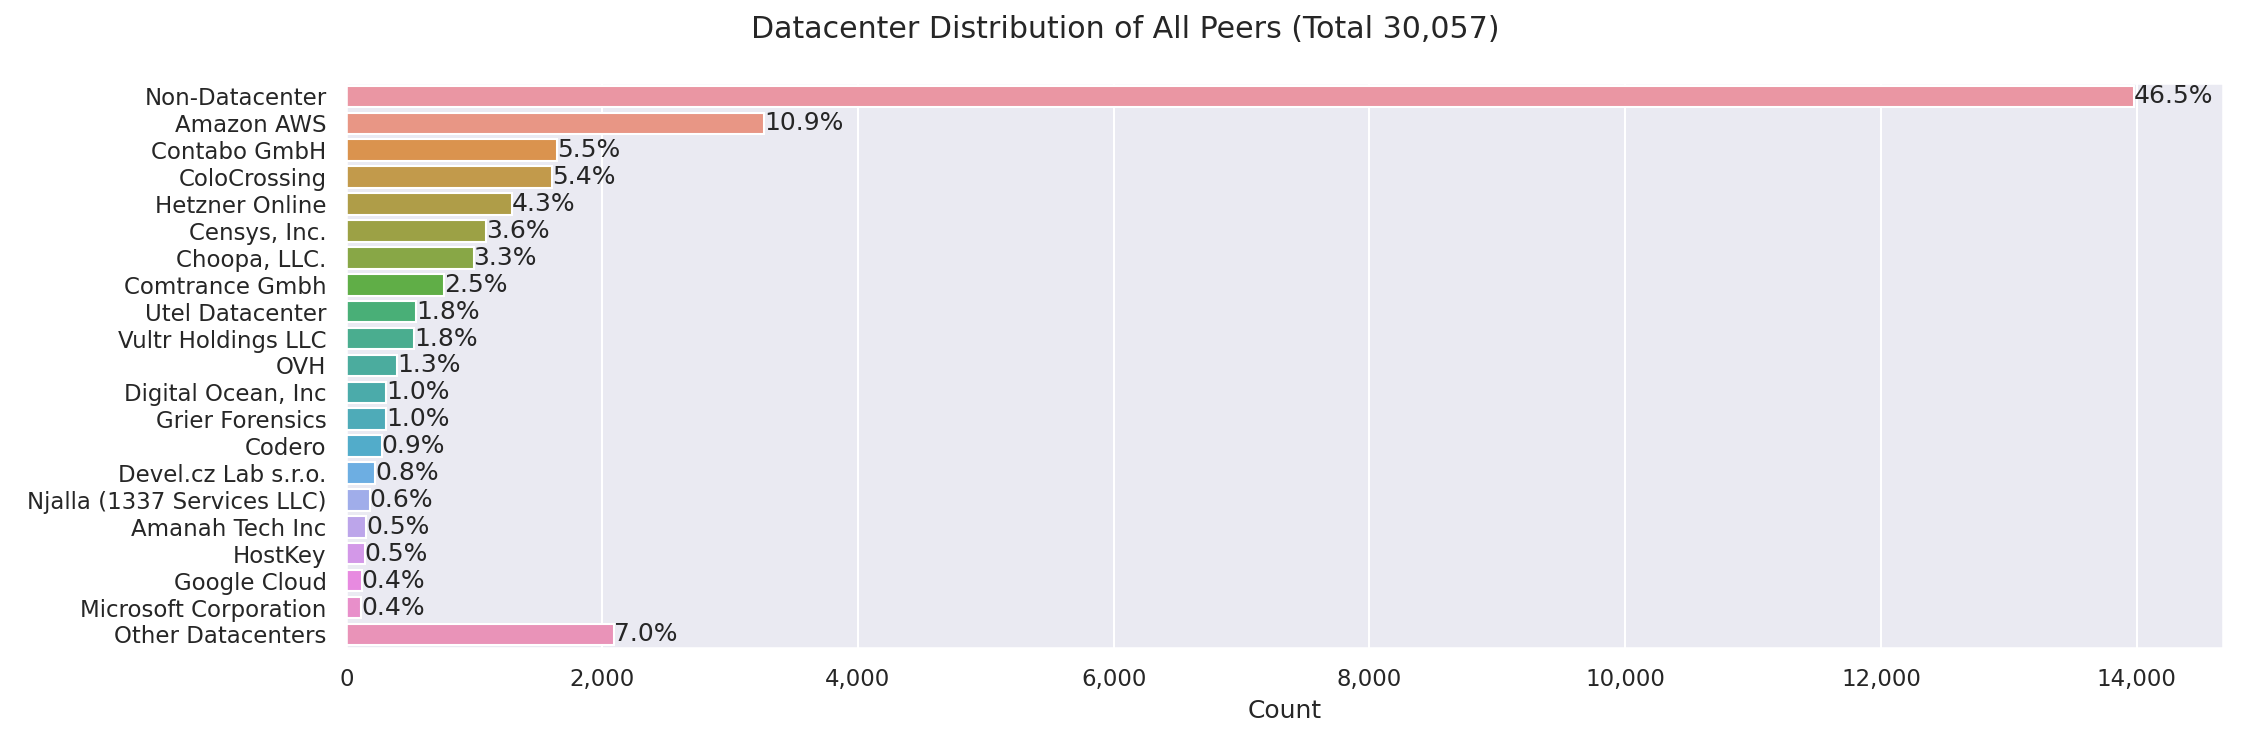 Datacenter Distribution of All Peers (Total 30,057)
Non-Datacenter 46.5%
Amazon AWS 10.9%
Contabo GmbH 5.5%
ColoCrossing 5.4%
Hetzner Online 4.3%
Censys, Inc. 3.6%
Choopa, LLC. 3.3%
Comtrance Gmbh 2.5%
Utel Datacenter 1.8%
Vultr Holdings LLC 1.8%
OVH 1.3%
Digital Ocean, Inc 1.0%
Grier Forensics 1.0%
Codero 0.9%
Devel.cz Lab s.r.o. 0.8%
Njalla (1337 Services LLC) 0.6%
Amanah Tech Inc 0.5%
HostKey 0.5%
Google Cloud 0.4%
Microsoft Corporation 0.4%
Other Datacenters 7.0%
0 2,000 4,000 6,000 8,000 10,000 12,000 14,000
Count